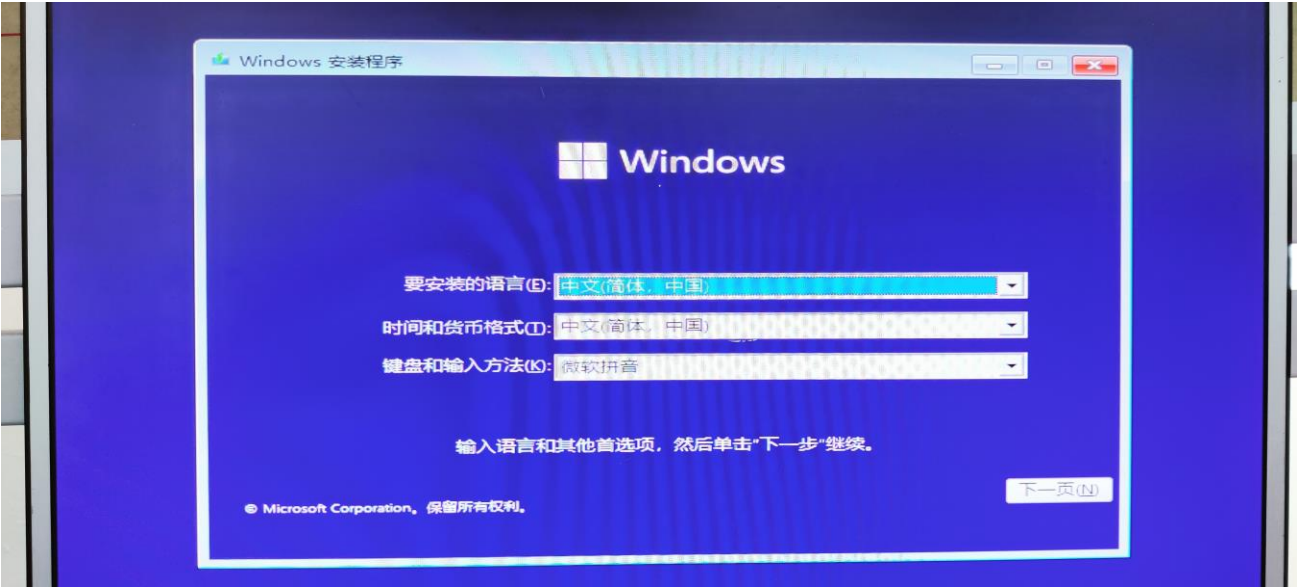 Windows 安装程序
Windows
要安装的语言(E): 中文(简体，中国)
时间和货币格式(T): 中文(简体，中国)
键盘和输入方法(K): 微软拼音
输入语言和其他首选项，然后单击"下一步"继续。
下一页(N)
© Microsoft Corporation。保留所有权利。